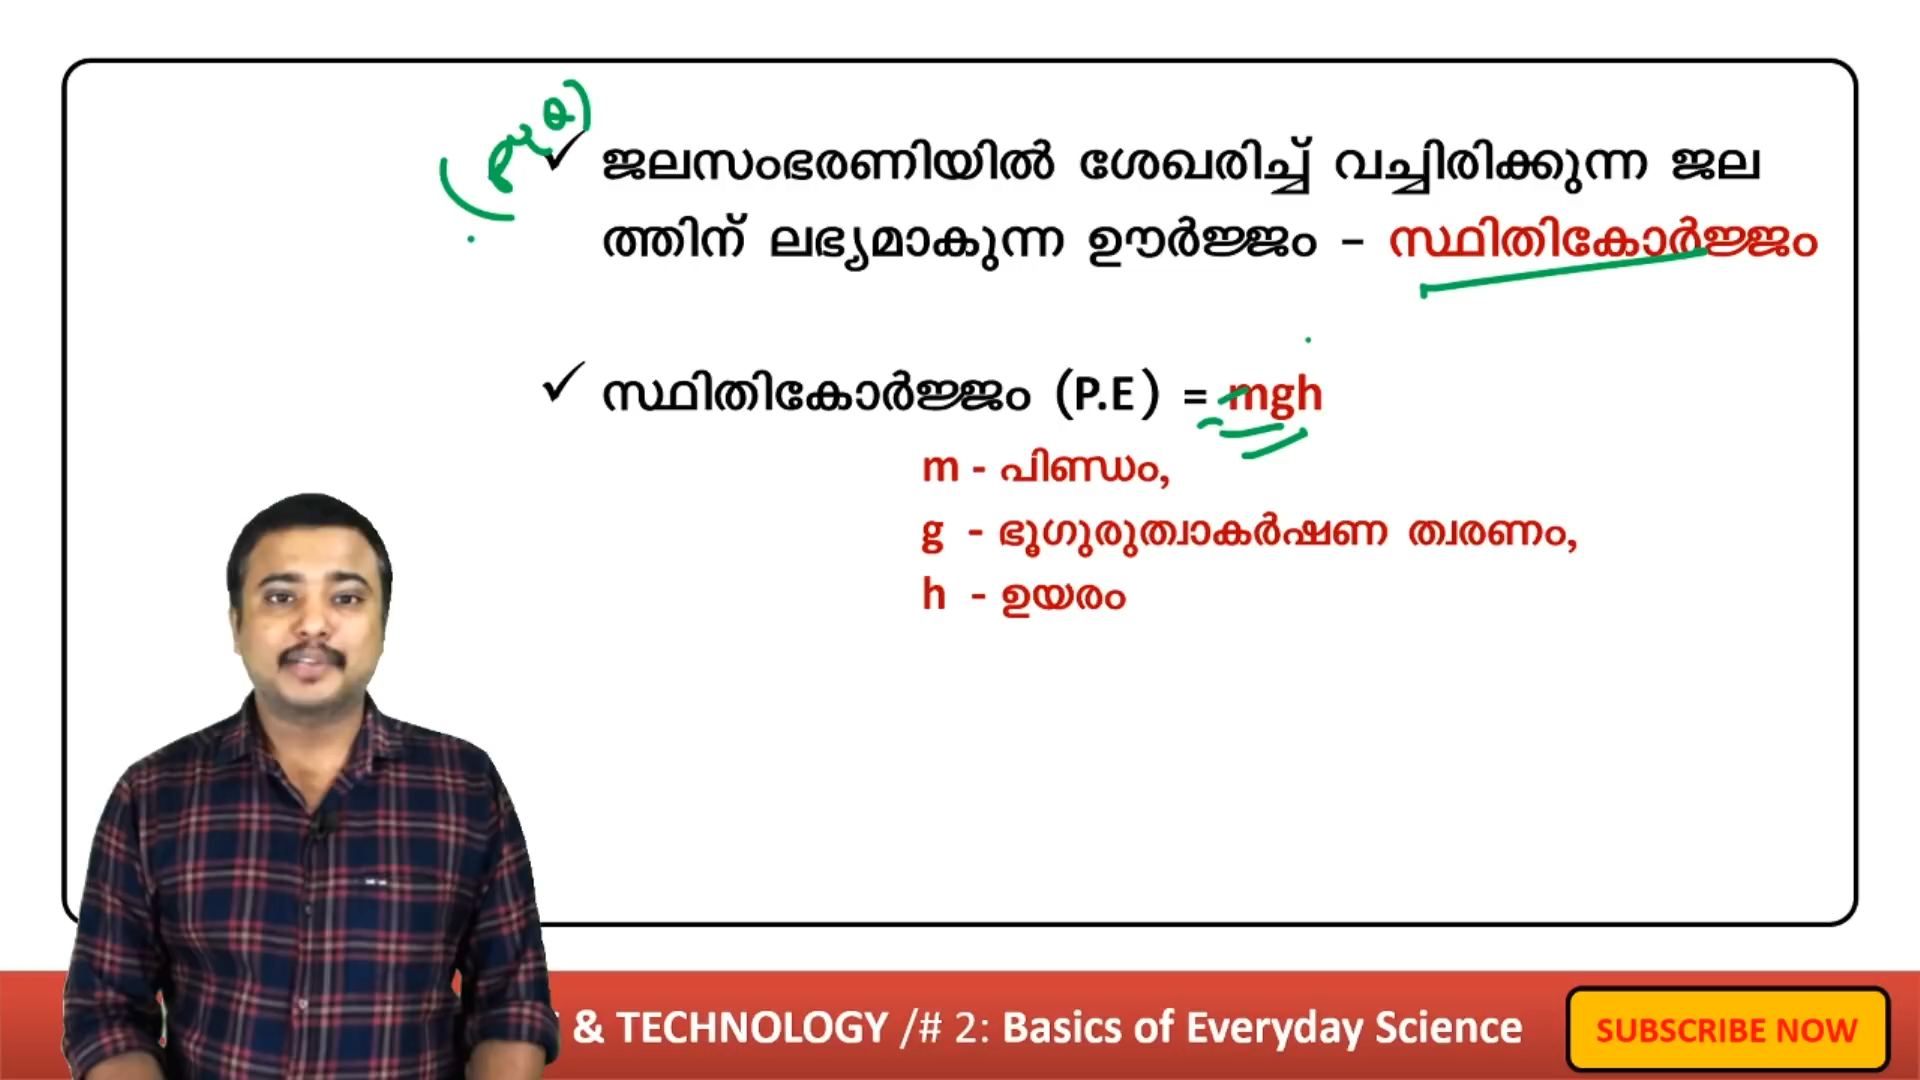 ജലസംഭരണിയിൽ ശേഖരിച്ച് വച്ചിരിക്കുന്ന ജല
ത്തിന് ലഭ്യമാകുന്ന ഊർജ്ജം – സ്ഥിതികോർജ്ജം
സ്ഥിതികോർജ്ജം (P.E) = mgh
m - പിണ്ഡം,
g - ഭൂഗുരുത്വാകർഷണ ത്വരണം,
h - ഉയരം
& TECHNOLOGY /# 2: Basics of Everyday Science
SUBSCRIBE NOW